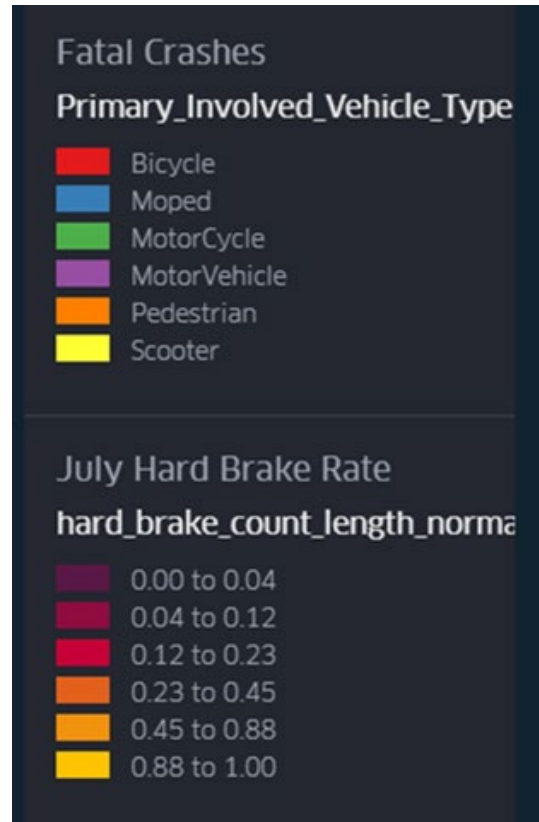 Fatal Crashes
Primary_Involved_Vehicle_Type
Bicycle
Moped
MotorCycle
MotorVehicle
Pedestrian
Scooter
July Hard Brake Rate
hard_brake_count_length_norma
0.00 to 0.04
0.04 to 0.12
0.12 to 0.23
0.23 to 0.45
0.45 to 0.88
0.88 to 1.00